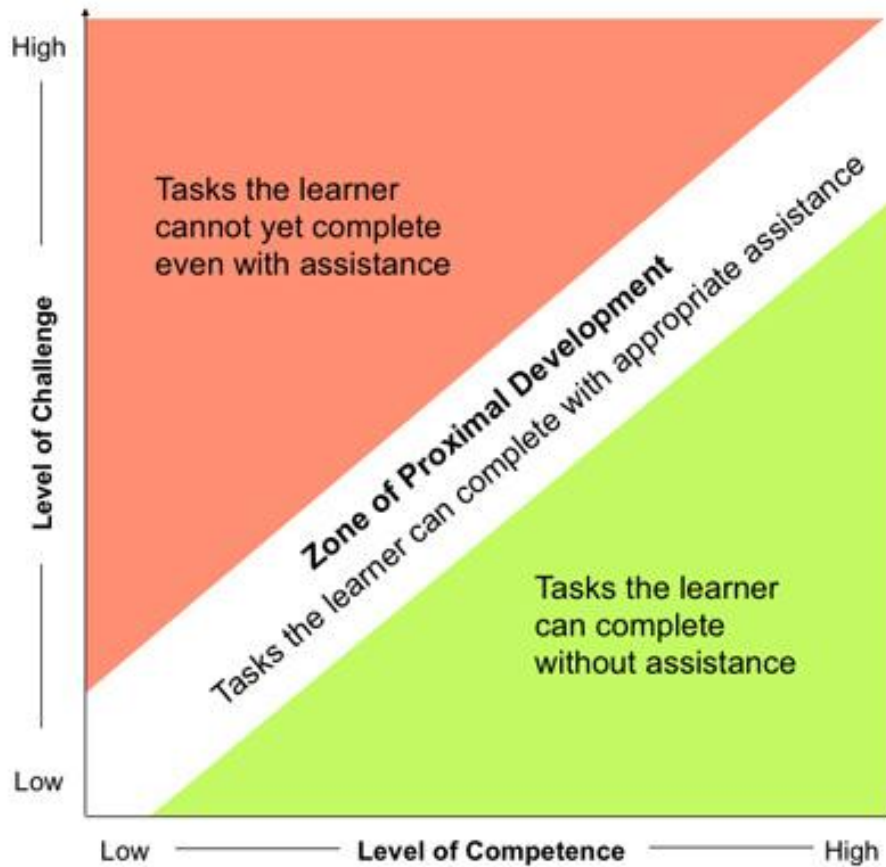 High
Tasks the learner
cannot yet complete
even with assistance
Level of Challenge
Zone of Proximal Development
Tasks the learner can complete with appropriate assistance
Tasks the learner
can complete
without assistance
Low
Low
Level of Competence
High